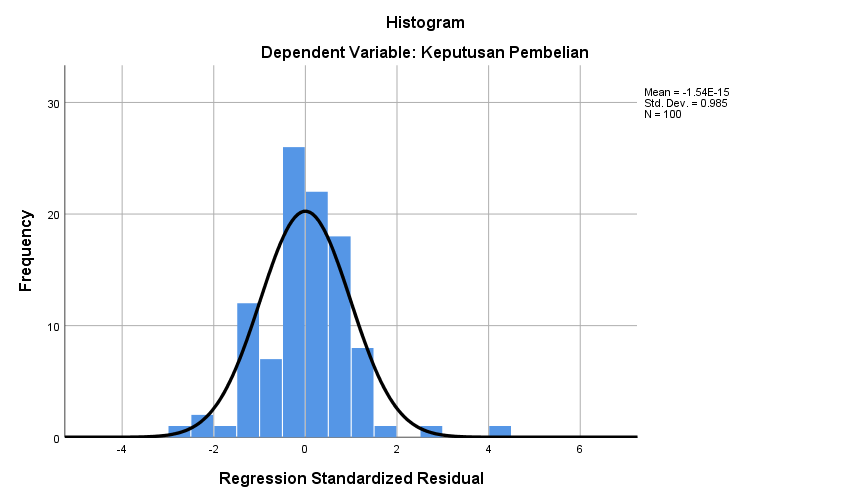 Histogram
Dependent Variable: Keputusan Pembelian
Mean = -1.54E-15
Std. Dev. = 0.985
N = 100
Frequency
30
20
10
0
-4
-2
0
2
4
6
Regression Standardized Residual